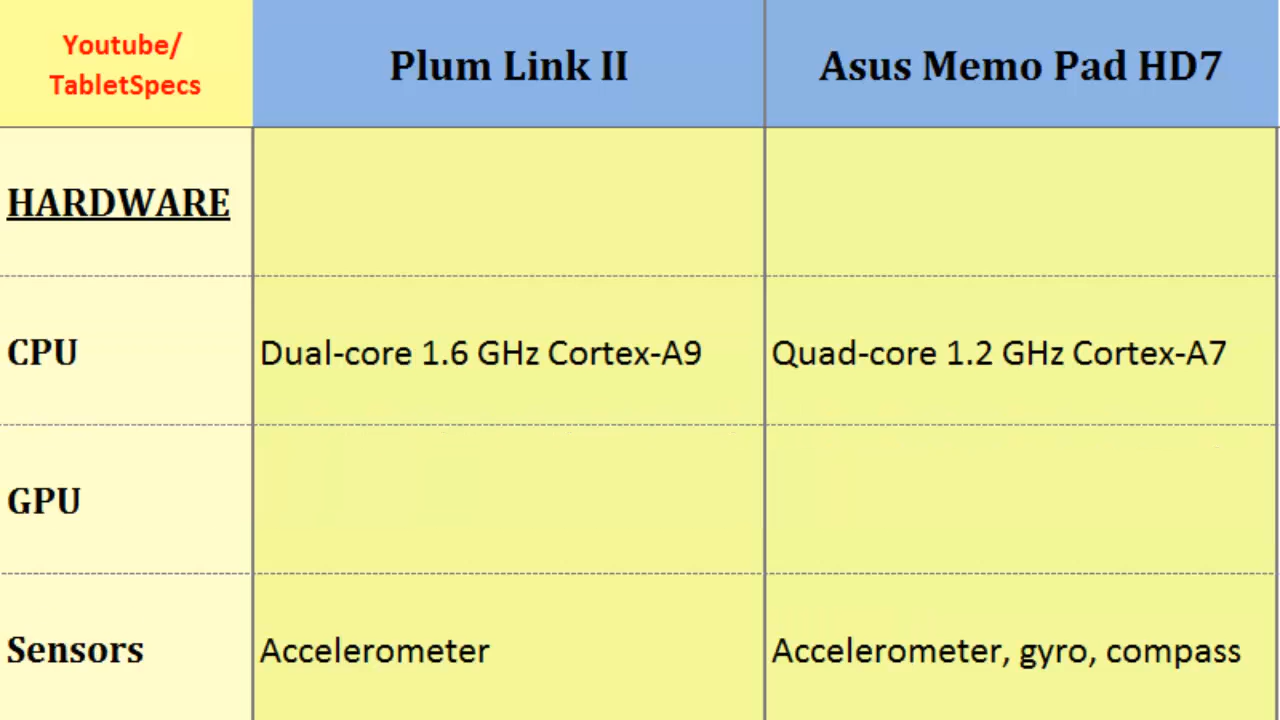 Youtube/
TabletSpecs
Plum Link II
Asus Memo Pad HD7
HARDWARE
CPU
Dual-core 1.6 GHz Cortex-A9
Quad-core 1.2 GHz Cortex-A7
GPU
Sensors
Accelerometer
Accelerometer, gyro, compass